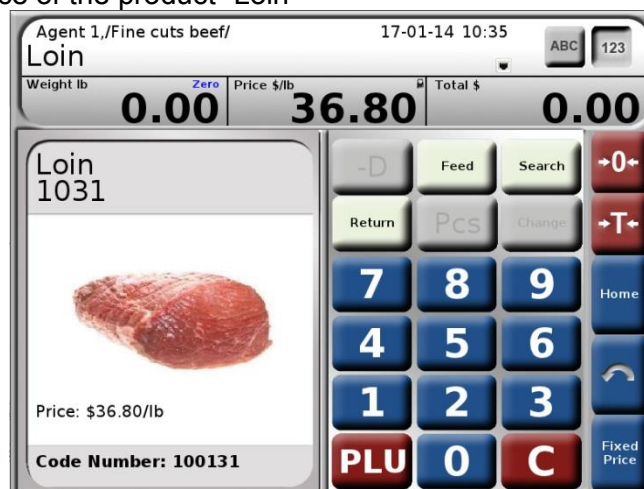 Agent 1,/Fine cuts beef/ 17-01-14 10:35
Loin
ABC 123
Weight lb Zero Price $/lb Total $
0.00 36.80 0.00
Loin
1031
Price: $36.80/lb
Code Number: 100131
-D Feed Search →0←
Return Pcs Change →T←
7 8 9 Home
4 5 6
1 2 3
PLU 0 C Fixed
Price